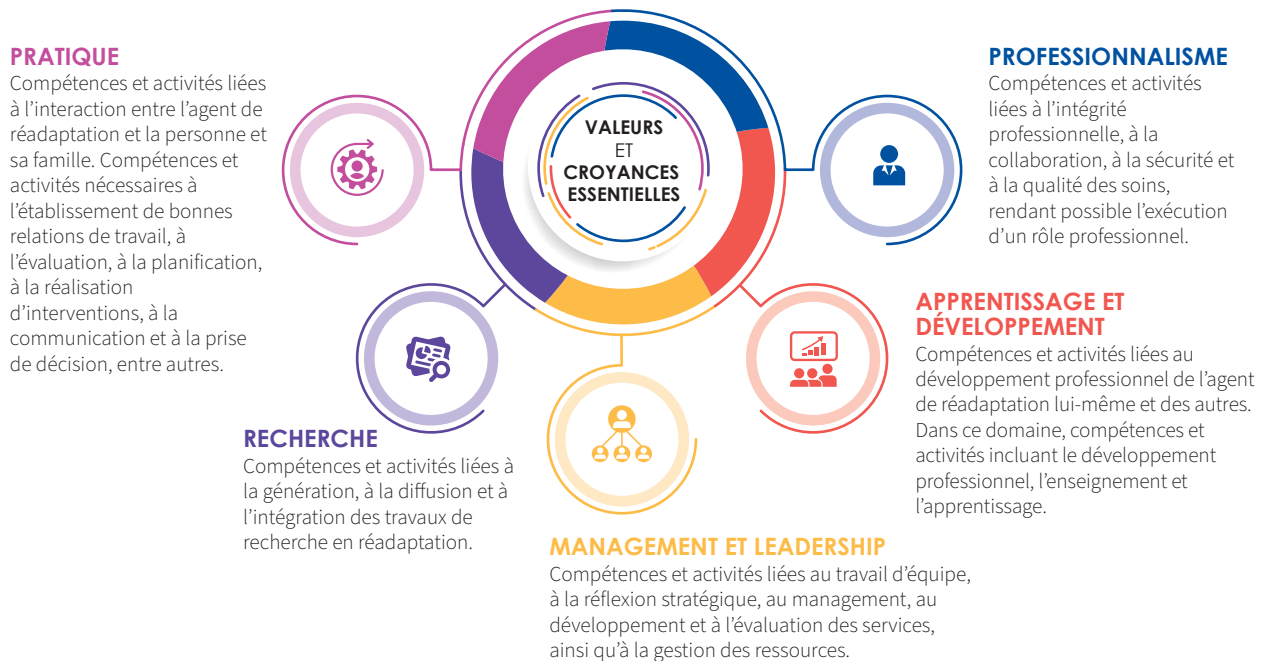 PRATIQUE
Compétences et activités liées
à l’interaction entre l’agent de
réadaptation et la personne et
sa famille. Compétences et
activités nécessaires à
l’établissement de bonnes
relations de travail, à
l’évaluation, à la planification,
à la réalisation
d’interventions, à la
communication et à la prise
de décision, entre autres.
VALEURS
ET
CROYANCES
ESSENTIELLES
PROFESSIONNALISME
Compétences et activités
liées à l’intégrité
professionnelle, à la
collaboration, à la sécurité et
à la qualité des soins,
rendant possible l’exécution
d’un rôle professionnel.
APPRENTISSAGE ET
DÉVELOPPEMENT
Compétences et activités liées au
développement professionnel de l’agent
de réadaptation lui-même et des autres.
Dans ce domaine, compétences et
activités incluant le développement
professionnel, l’enseignement et
l’apprentissage.
RECHERCHE
Compétences et activités liées à
la génération, à la diffusion et à
l’intégration des travaux de
recherche en réadaptation.
MANAGEMENT ET LEADERSHIP
Compétences et activités liées au travail d’équipe,
à la réflexion stratégique, au management, au
développement et à l’évaluation des services,
ainsi qu’à la gestion des ressources.